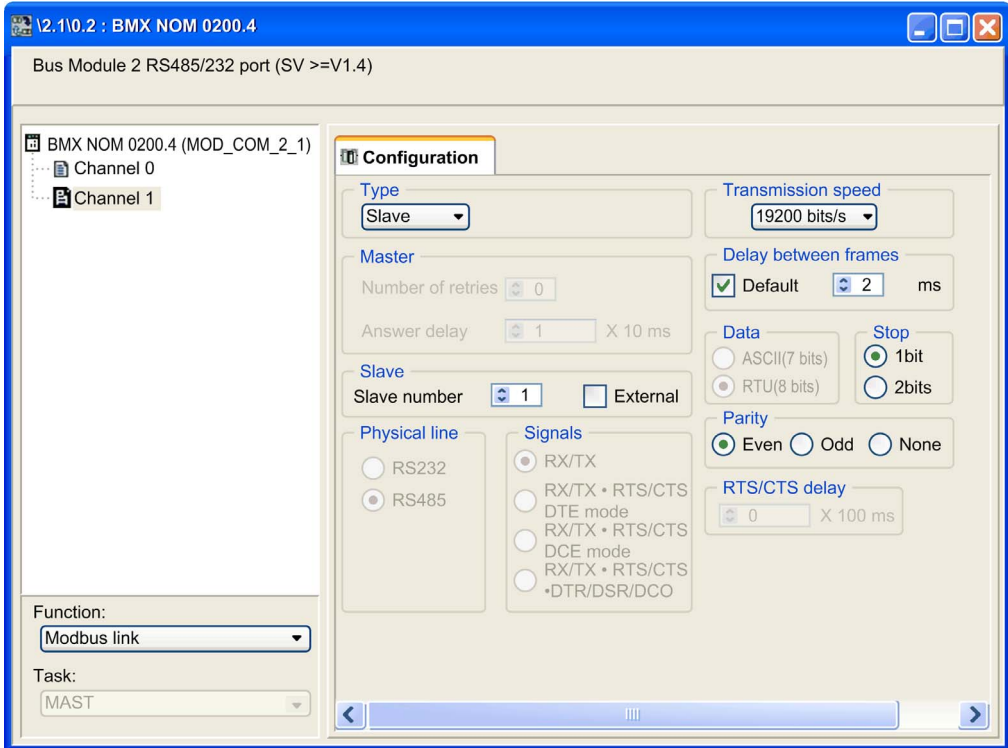 \2.1\0.2 : BMX NOM 0200.4
Bus Module 2 RS485/232 port (SV >=V1.4)
BMX NOM 0200.4 (MOD_COM_2_1)
Channel 0
Channel 1
Function:
Modbus link
Task:
MAST
Configuration
Type
Slave
Master
Number of retries 0
Answer delay 1 X 10 ms
Slave
Slave number 1 External
Physical line
RS232
RS485
Signals
RX/TX
RX/TX • RTS/CTS
DTE mode
RX/TX • RTS/CTS
DCE mode
RX/TX • RTS/CTS
•DTR/DSR/DCO
Transmission speed
19200 bits/s
Delay between frames
Default 2 ms
Data
ASCII(7 bits)
RTU(8 bits)
Stop
1bit
2bits
Parity
Even Odd None
RTS/CTS delay
0 X 100 ms